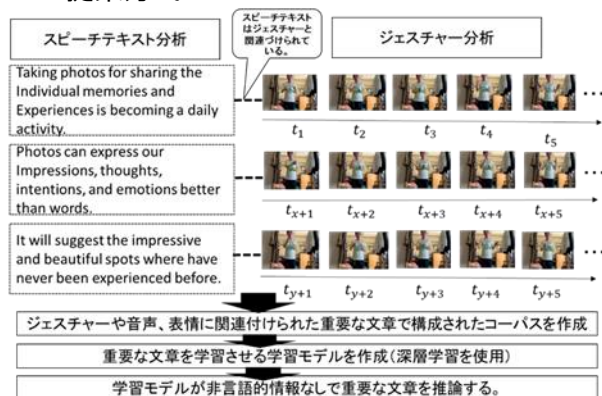 スピーチテキスト分析
スピーチテキスト
はジェスチャーと
関連づけられて
いる。
ジェスチャー分析
Taking photos for sharing the
Individual memories and
Experiences is becoming a daily
activity.
…
t1 t2 t3 t4 t5
Photos can express our
Impressions, thoughts,
intentions, and emotions better
than words.
…
tx+1 tx+2 tx+3 tx+4 tx+5
It will suggest the impressive
and beautiful spots where have
never been experienced before.
…
ty+1 ty+2 ty+3 ty+4 ty+5
ジェスチャーや音声、表情に関連付けられた重要な文章で構成されたコーパスを作成
重要な文章を学習させる学習モデルを作成(深層学習を使用)
学習モデルが非言語的情報なしで重要な文章を推論する。